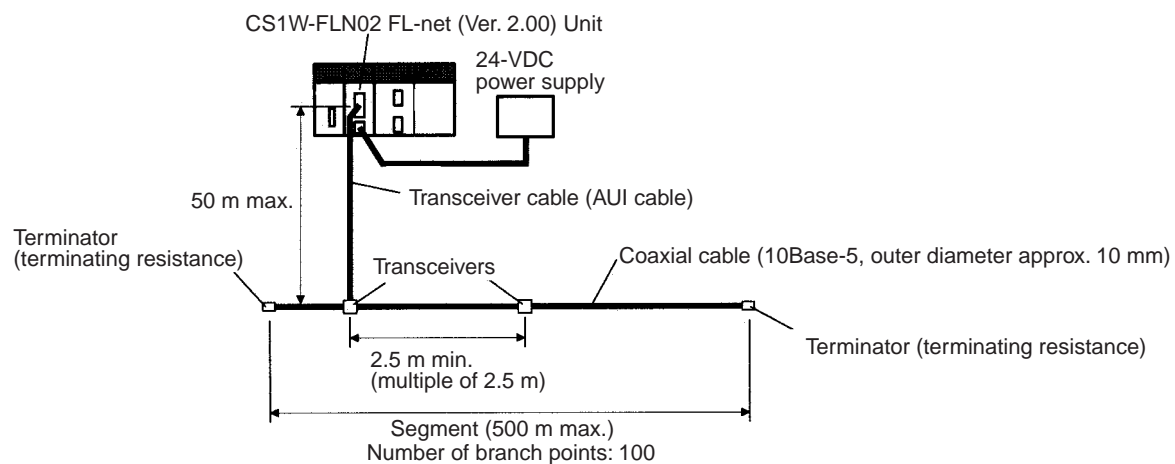 CS1W-FLN02 FL-net (Ver. 2.00) Unit
24-VDC
power supply
50 m max.
Transceiver cable (AUI cable)
Terminator
(terminating resistance)
Transceivers
Coaxial cable (10Base-5, outer diameter approx. 10 mm)
2.5 m min.
(multiple of 2.5 m)
Terminator (terminating resistance)
Segment (500 m max.)
Number of branch points: 100